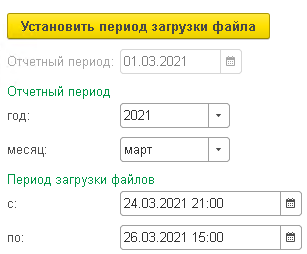 Установить период загрузки файла
Отчетный период: 01.03.2021
Отчетный период
год: 2021
месяц: март
Период загрузки файлов
с: 24.03.2021 21:00
по: 26.03.2021 15:00